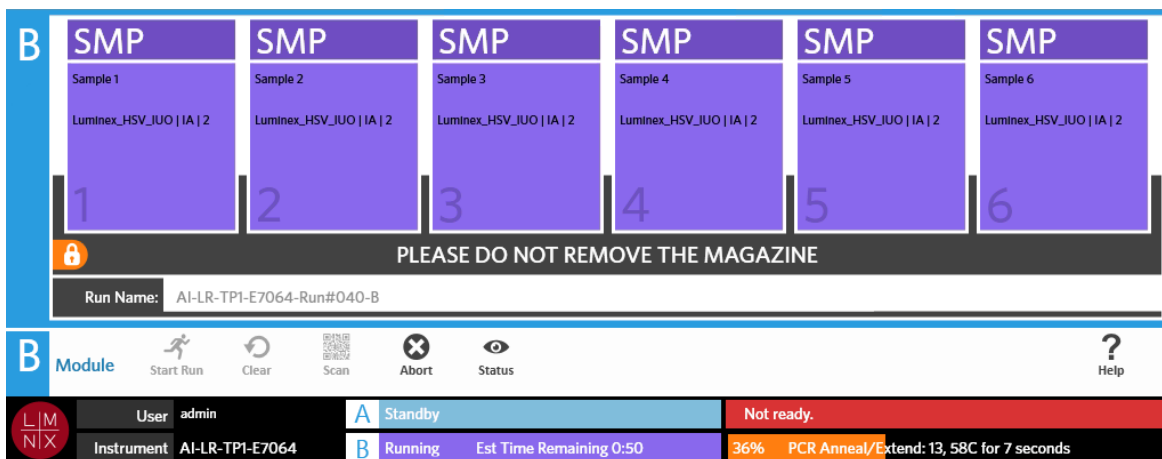 B
SMP SMP SMP SMP SMP SMP
Sample 1 Sample 2 Sample 3 Sample 4 Sample 5 Sample 6
Luminex_HSV_IUO | IA | 2 Luminex_HSV_IUO | IA | 2 Luminex_HSV_IUO | IA | 2 Luminex_HSV_IUO | IA | 2 Luminex_HSV_IUO | IA | 2 Luminex_HSV_IUO | IA | 2
1 2 3 4 5 6
PLEASE DO NOT REMOVE THE MAGAZINE
Run Name: AI-LR-TP1-E7064-Run#040-B
B Module Start Run Clear Scan Abort Status ? Help
LMNX
User admin A Standby Not ready.
Instrument AI-LR-TP1-E7064 B Running Est Time Remaining 0:50 36% PCR Anneal/Extend: 13, 58C for 7 seconds